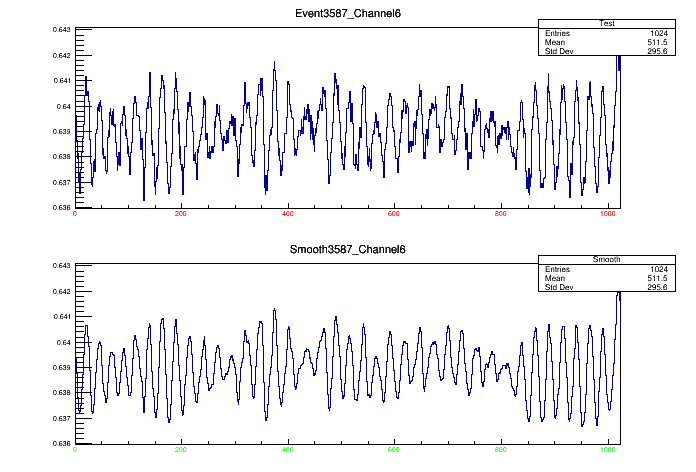 Event3587_Channel6
Test
Entries 1024
Mean 511.5
Std Dev 295.6
0.643
0.642
0.641
0.64
0.639
0.638
0.637
0.636
0 200 400 600 800 1000
Smooth3587_Channel6
Smooth
Entries 1024
Mean 511.5
Std Dev 295.6
0.643
0.642
0.641
0.64
0.639
0.638
0.637
0.636
0 200 400 600 800 1000